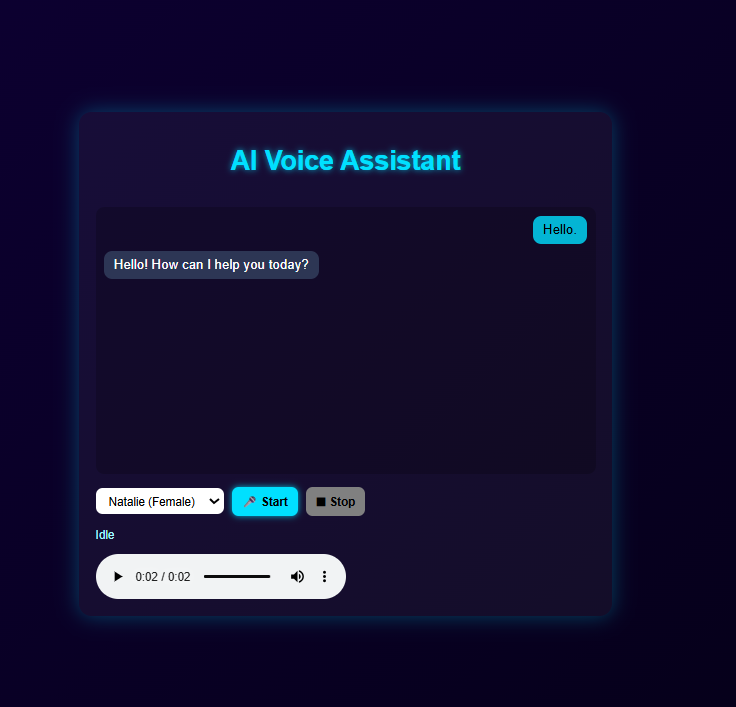 AI Voice Assistant
Hello.
Hello! How can I help you today?
Natalie (Female)
Start
Stop
Idle
0:02 / 0:02